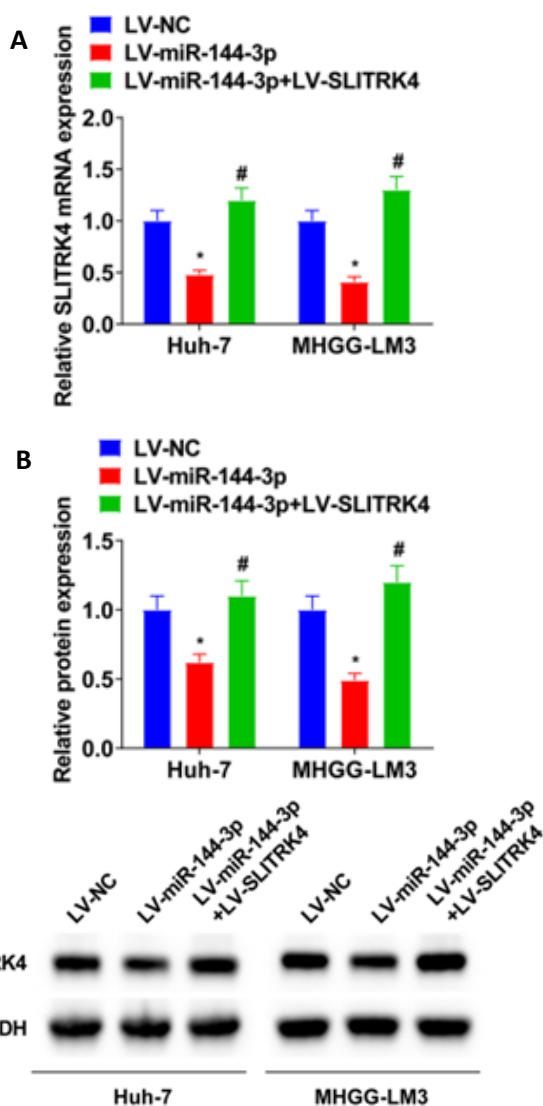 A
LV-NC
LV-miR-144-3p
LV-miR-144-3p+LV-SLITRK4
Relative SLITRK4 mRNA expression
2.0
1.5
1.0
0.5
0.0
* # * #
Huh-7 MHGG-LM3
B
LV-NC
LV-miR-144-3p
LV-miR-144-3p+LV-SLITRK4
Relative protein expression
1.5
1.0
0.5
0.0
* # * #
Huh-7 MHGG-LM3
LV-NC
LV-miR-144-3p
LV-miR-144-3p
+LV-SLITRK4
LV-NC
LV-miR-144-3p
LV-miR-144-3p
+LV-SLITRK4
RK4
DH
Huh-7 MHGG-LM3